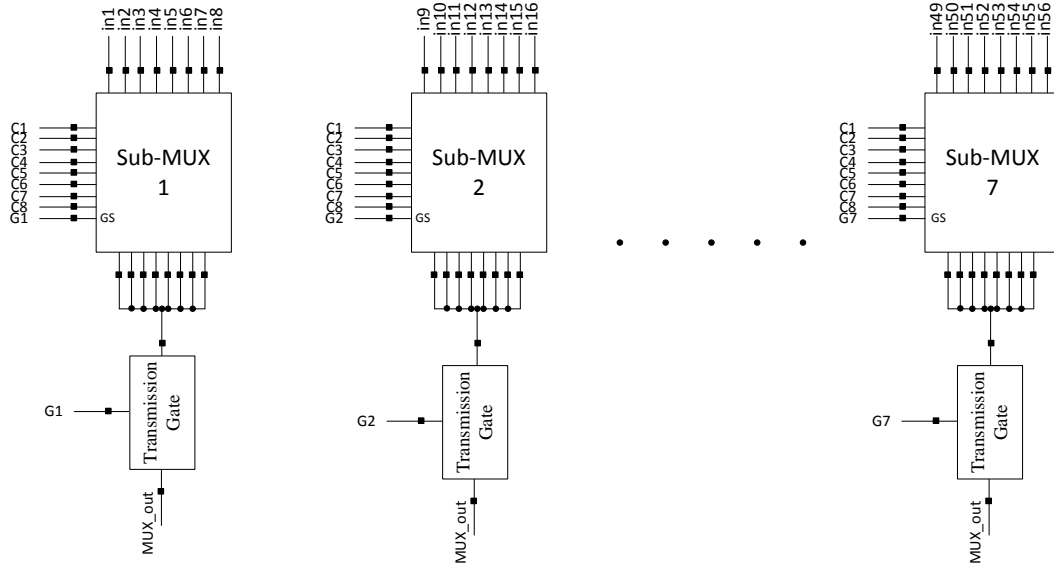 in1 in2 in3 in4 in5 in6 in7 in8
C1
C2
C3
C4
C5
C6
C7
C8
G1
GS
Sub-MUX
1
G1
Transmission
Gate
MUX_out
in9 in10 in11 in12 in13 in14 in15 in16
C1
C2
C3
C4
C5
C6
C7
C8
G2
GS
Sub-MUX
2
G2
Transmission
Gate
MUX_out
in49 in50 in51 in52 in53 in54 in55 in56
C1
C2
C3
C4
C5
C6
C7
C8
G7
GS
Sub-MUX
7
G7
Transmission
Gate
MUX_out